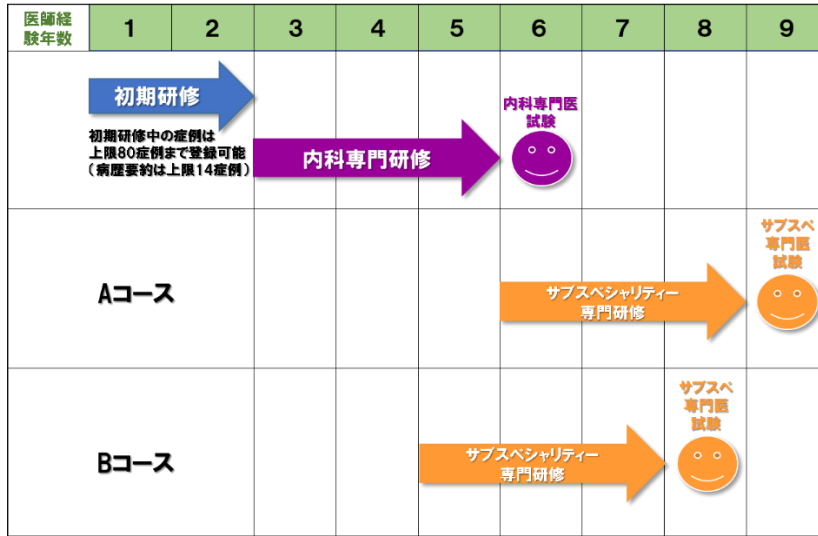 医師経
験年数
1
2
3
4
5
6
7
8
9
初期研修
初期研修中の症例は
上限80症例まで登録可能
（病歴要約は上限14症例）
内科専門研修
内科専門医
試験
Aコース
サブスペシャリティー
専門研修
サブスペ
専門医
試験
Bコース
サブスペシャリティー
専門研修
サブスペ
専門医
試験